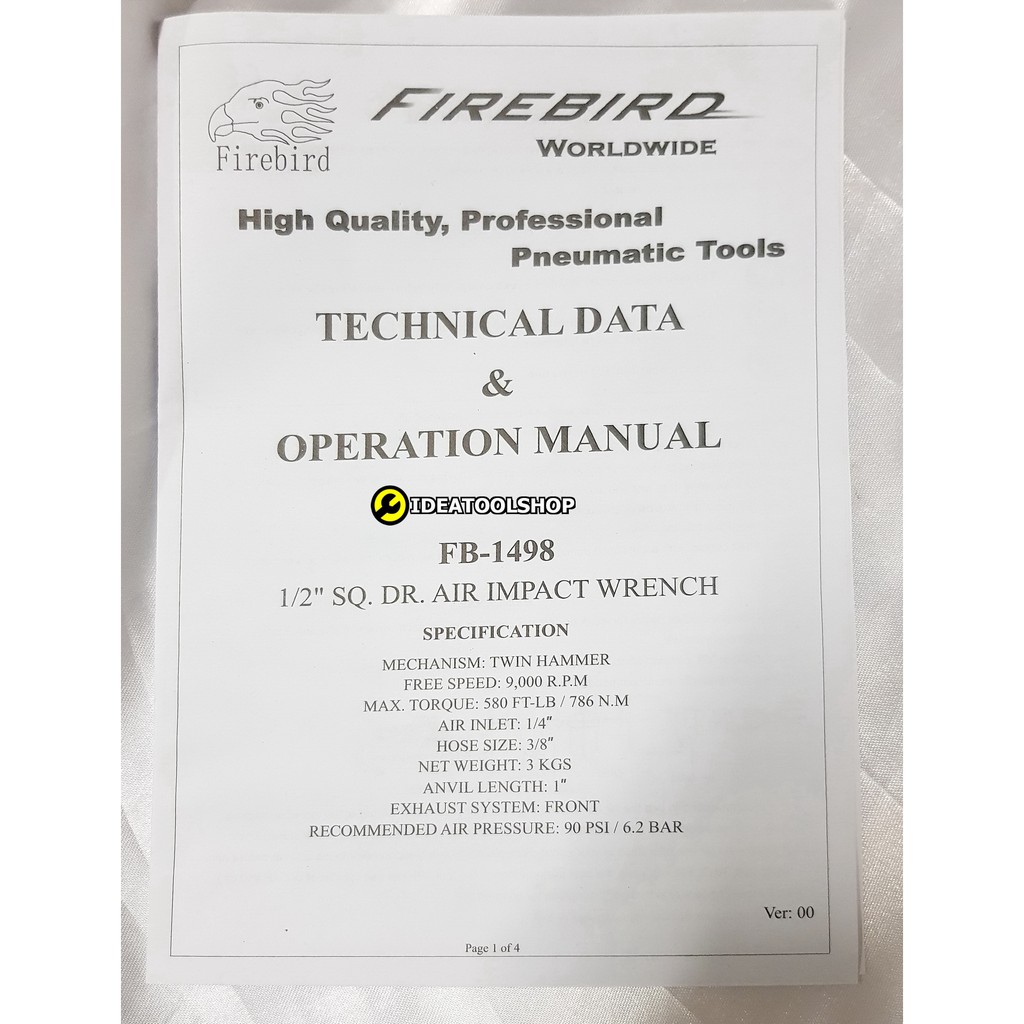 Firebird
FIREBIRD
WORLDWIDE
High Quality, Professional
Pneumatic Tools
TECHNICAL DATA
&
OPERATION MANUAL
IDEATOOLSHOP
FB-1498
1/2" SQ. DR. AIR IMPACT WRENCH
SPECIFICATION
MECHANISM: TWIN HAMMER
FREE SPEED: 9,000 R.P.M
MAX. TORQUE: 580 FT-LB / 786 N.M
AIR INLET: 1/4"
HOSE SIZE: 3/8"
NET WEIGHT: 3 KGS
ANVIL LENGTH: 1"
EXHAUST SYSTEM: FRONT
RECOMMENDED AIR PRESSURE: 90 PSI / 6.2 BAR
Ver: 00
Page 1 of 4